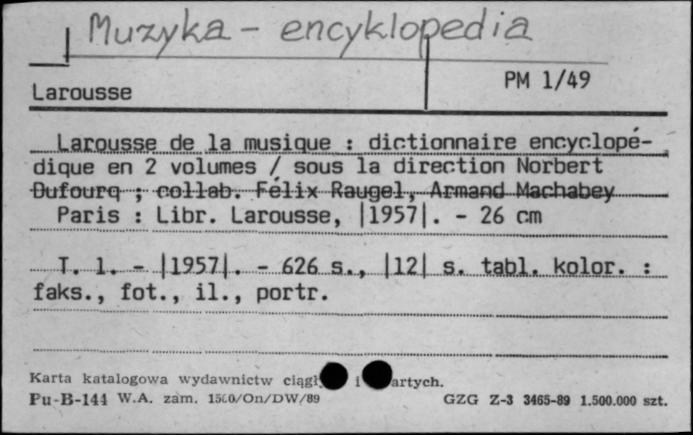 Muzyka - encyklopedia
PM 1/49
Larousse
Larousse de la musique : dictionnaire encyclopé-
dique en 2 volumes / sous la direction Norbert
Dufourq ; collab. Félix Raugel, Armand Machabey
Paris : Libr. Larousse, |1957|. - 26 cm
T. 1. - |1957|. - 626 s., |12| s. tabl. kolor. :
faks., fot., il., portr.
Karta katalogowa wydawnictw ciągł i artych.
Pu-B-144 W.A. zam. 1560/On/DW/89 GZG Z-3 3465-89 1.500.000 szt.